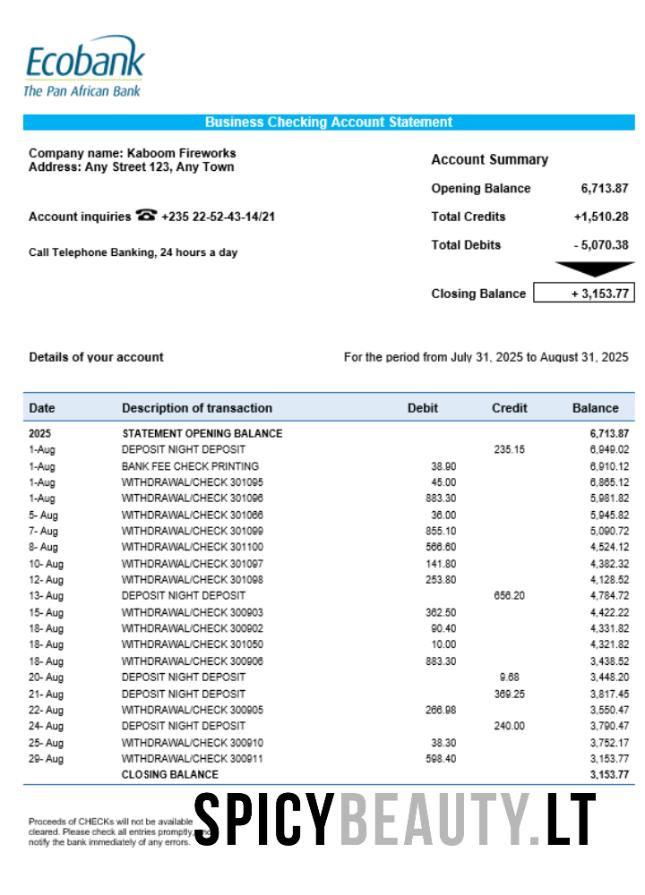 Ecobank
The Pan African Bank
Business Checking Account Statement
Company name: Kaboom Fireworks
Address: Any Street 123, Any Town
Account inquiries ☎ +235 22-52-43-14/21
Call Telephone Banking, 24 hours a day
Account Summary
Opening Balance 6,713.87
Total Credits +1,510.28
Total Debits - 5,070.38
Closing Balance + 3,153.77
Details of your account For the period from July 31, 2025 to August 31, 2025
Date Description of transaction Debit Credit Balance
2025 STATEMENT OPENING BALANCE 6,713.87
1-Aug DEPOSIT NIGHT DEPOSIT 235.15 6,949.02
1-Aug BANK FEE CHECK PRINTING 38.90 6,910.12
1-Aug WITHDRAWAL/CHECK 301095 45.00 6,865.12
1-Aug WITHDRAWAL/CHECK 301096 883.30 5,981.82
5- Aug WITHDRAWAL/CHECK 301066 36.00 5,945.82
7- Aug WITHDRAWAL/CHECK 301099 855.10 5,090.72
8- Aug WITHDRAWAL/CHECK 301100 566.60 4,524.12
10- Aug WITHDRAWAL/CHECK 301097 141.80 4,382.32
12- Aug WITHDRAWAL/CHECK 301098 253.80 4,128.52
13- Aug DEPOSIT NIGHT DEPOSIT 656.20 4,784.72
15- Aug WITHDRAWAL/CHECK 300903 362.50 4,422.22
18- Aug WITHDRAWAL/CHECK 300902 90.40 4,331.82
18- Aug WITHDRAWAL/CHECK 301050 10.00 4,321.82
18- Aug WITHDRAWAL/CHECK 300906 883.30 3,438.52
20- Aug DEPOSIT NIGHT DEPOSIT 9.68 3,448.20
21- Aug DEPOSIT NIGHT DEPOSIT 369.25 3,817.45
22- Aug WITHDRAWAL/CHECK 300905 266.98 3,550.47
24- Aug DEPOSIT NIGHT DEPOSIT 240.00 3,790.47
25- Aug WITHDRAWAL/CHECK 300910 38.30 3,752.17
29- Aug WITHDRAWAL/CHECK 300911 598.40 3,153.77
CLOSING BALANCE 3,153.77
Proceeds of CHECKs will not be available
cleared. Please check all entries promptly,
notify the bank immediately of any errors.
SPICYBEAUTY.LT